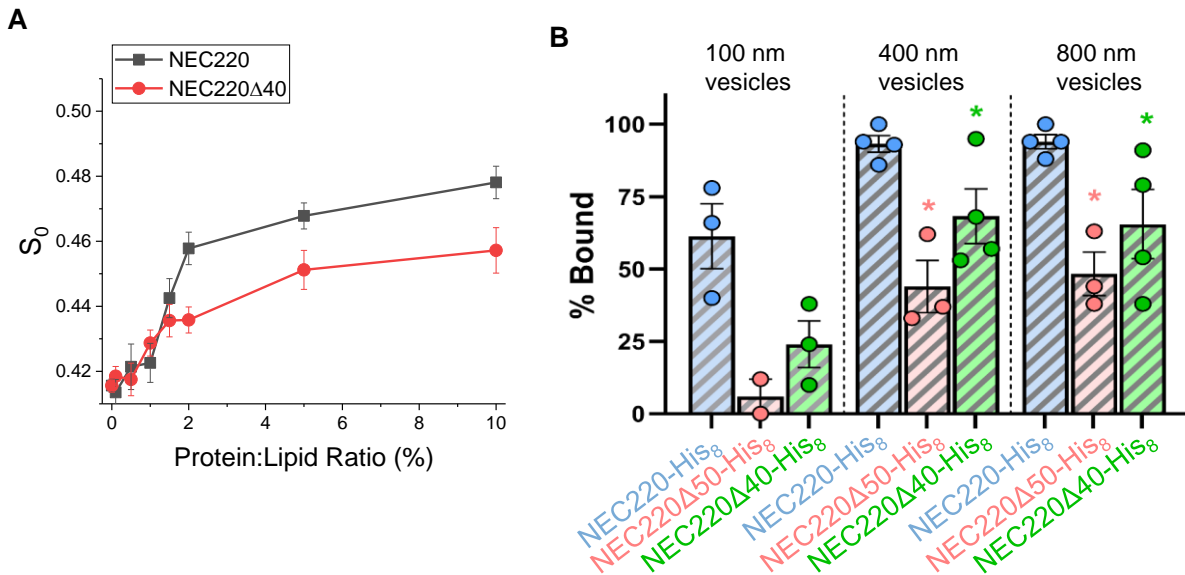 A
NEC220
NEC220Δ40
0.50
0.48
0.46
0.44
0.42
S₀
0 2 4 6 8 10
Protein:Lipid Ratio (%)
B
100 nm
vesicles
400 nm
vesicles
800 nm
vesicles
100
75
50
25
0
% Bound
*
*
*
*
NEC220-His₈
NEC220Δ50-His₈
NEC220Δ40-His₈
NEC220-His₈
NEC220Δ50-His₈
NEC220Δ40-His₈
NEC220-His₈
NEC220Δ50-His₈
NEC220Δ40-His₈